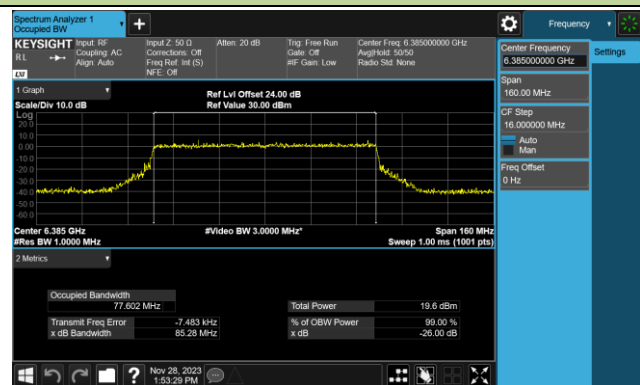 Spectrum Analyzer 1
Occupied BW
Frequency
KEYSIGHT
RL
LXI
Input: RF
Coupling: AC
Align: Auto
Input Z: 50 Ω
Corrections: Off
Freq Ref: Int (S)
NFE: Off
Atten: 20 dB
Trig: Free Run
Gate: Off
#IF Gain: Low
Center Freq: 6.385000000 GHz
Avg|Hold: 50/50
Radio Std: None
Center Frequency
6.385000000 GHz
Settings
Span
160.00 MHz
CF Step
16.000000 MHz
Auto
Man
Freq Offset
0 Hz
1 Graph
Scale/Div 10.0 dB
Ref Lvl Offset 24.00 dB
Ref Value 30.00 dBm
Log
20.0
10.0
0.00
-10.0
-20.0
-30.0
-40.0
-50.0
-60.0
Center 6.385 GHz
#Video BW 3.0000 MHz*
Span 160 MHz
#Res BW 1.0000 MHz
Sweep 1.00 ms (1001 pts)
2 Metrics
Occupied Bandwidth
77.602 MHz
Total Power 19.6 dBm
Transmit Freq Error -7.483 kHz
% of OBW Power 99.00 %
x dB Bandwidth 85.28 MHz
x dB -26.00 dB
?
Nov 28, 2023
1:53:29 PM